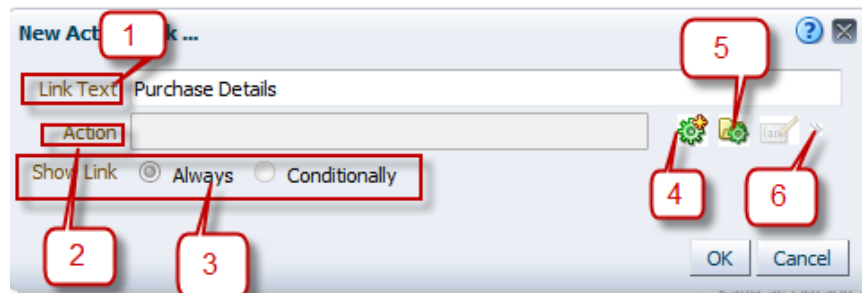 New Act k ...
1
5
?
Link Text Purchase Details
Action
Show Link Always Conditionally
4
6
2
3
OK Cancel